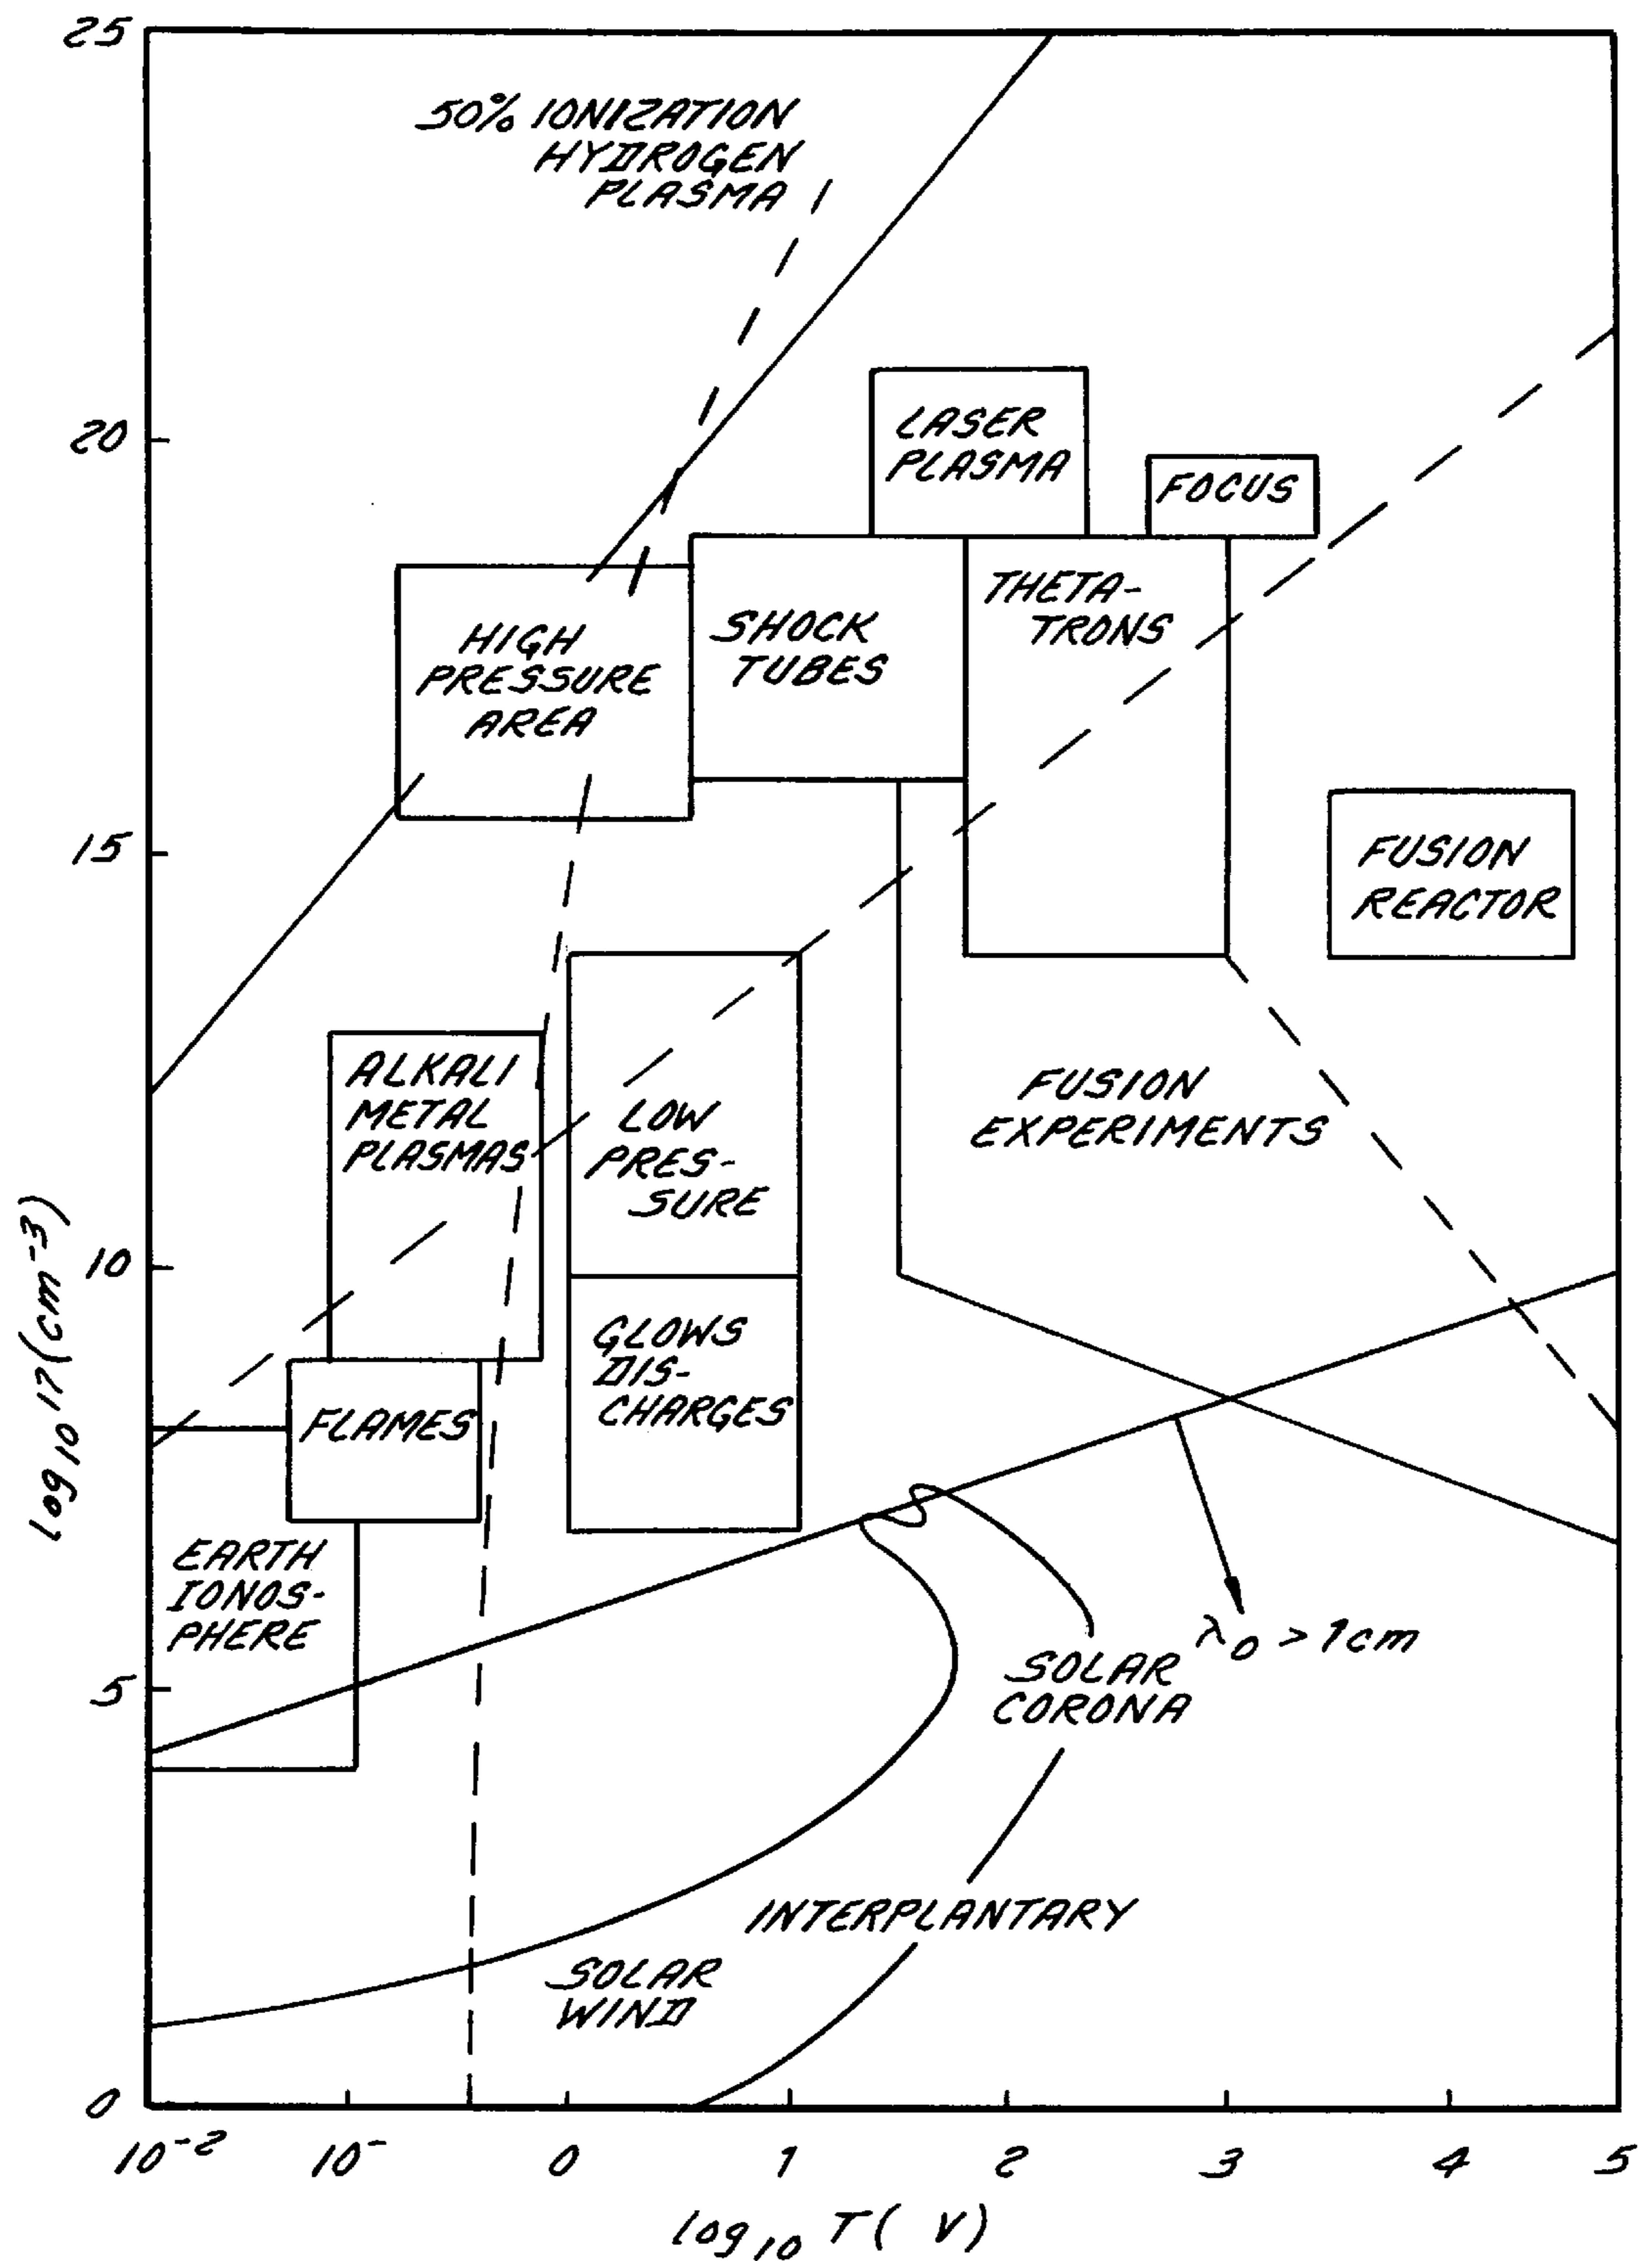 25
50% IONIZATION
HYDROGEN
PLASMA
20
LASER
PLASMA
FOCUS
THETA-
TRONS
SHOCK
TUBES
HIGH
PRESSURE
AREA
15
FUSION
REACTOR
ALKALI
METAL
PLASMAS
LOW
PRES-
SURE
FUSION
EXPERIMENTS
10
GLOWS
DIS-
CHARGES
FLAMES
log10 17(cm-3)
EARTH
IONOS-
PHERE
λo > 1cm
SOLAR
CORONA
5
INTERPLANTARY
SOLAR
WIND
0
10-2 10- 0 1 2 3 4 5
log10 T( V)